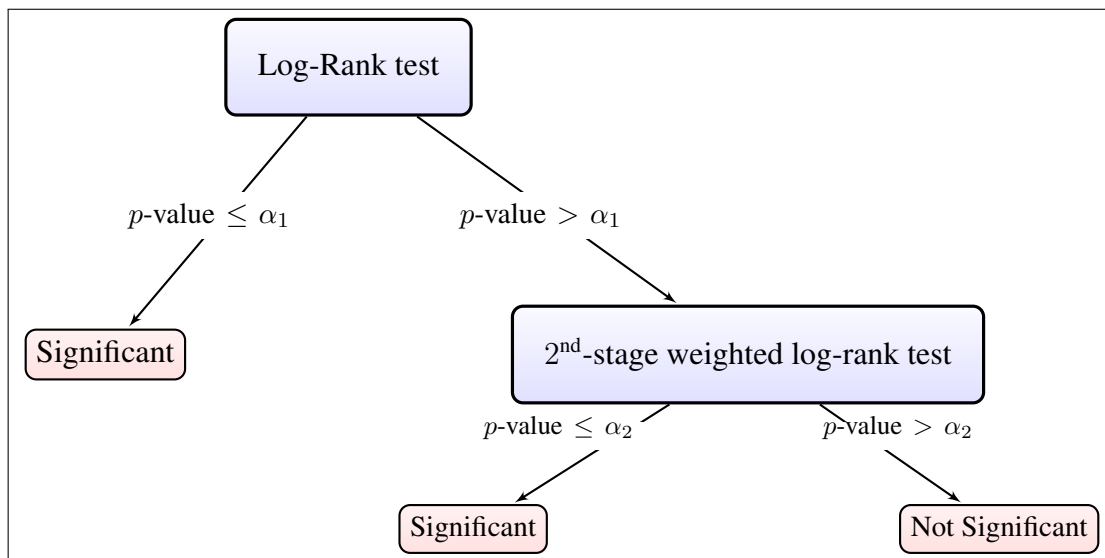 Log-Rank test
p-value ≤ α₁
p-value > α₁
Significant
2ⁿᵈ-stage weighted log-rank test
p-value ≤ α₂
p-value > α₂
Significant
Not Significant